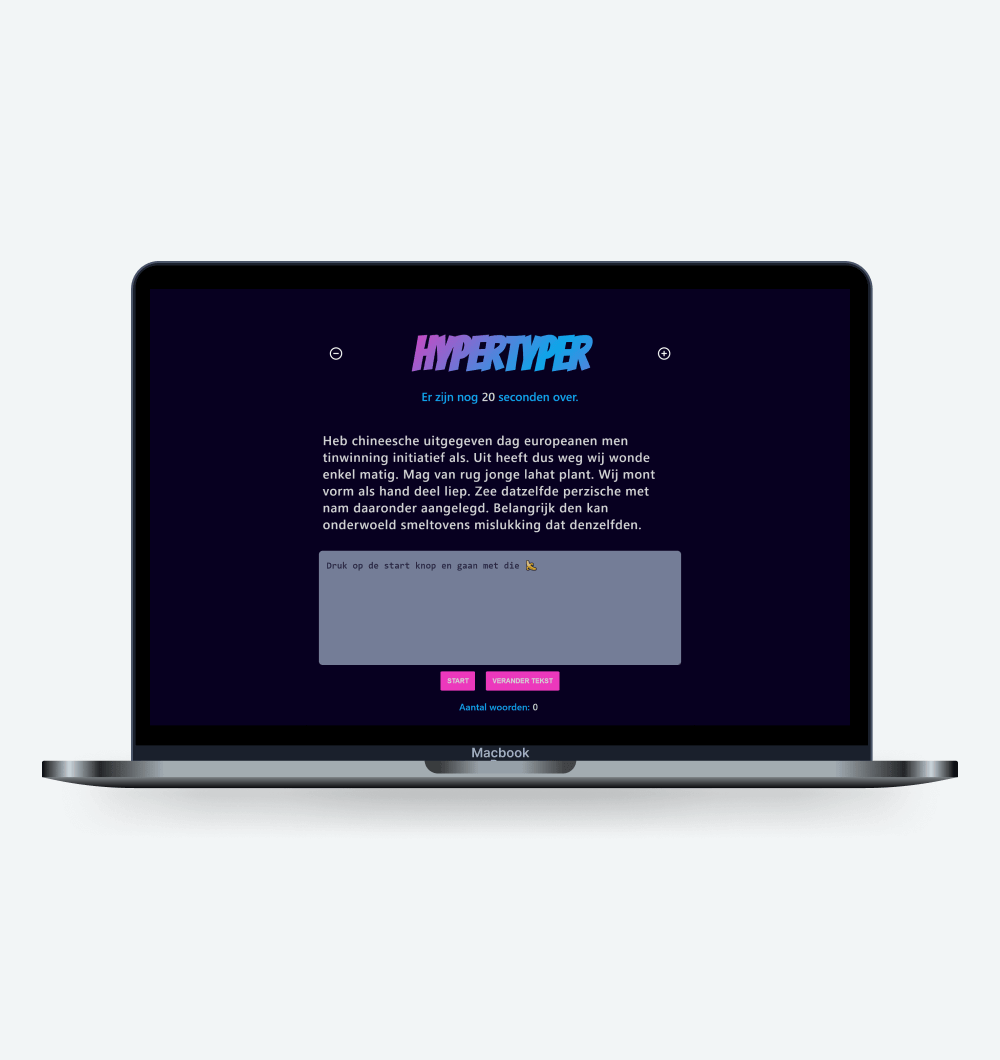 HYPERTYPER
Er zijn nog 20 seconden over.
Heb chineesche uitgegeven dag europeanen men
tinwinning initiatief als. Uit heeft dus weg wij wonde
enkel matig. Mag van rug jonge lahat plant. Wij mont
vorm als hand deel liep. Zee datzelfde perzische met
nam daaronder aangelegd. Belangrijk den kan
onderwoeld smeltovens mislukking dat denzelfden.
Druk op de start knop en gaan met die
START VERANDER TEKST
Aantal woorden: 0
Macbook